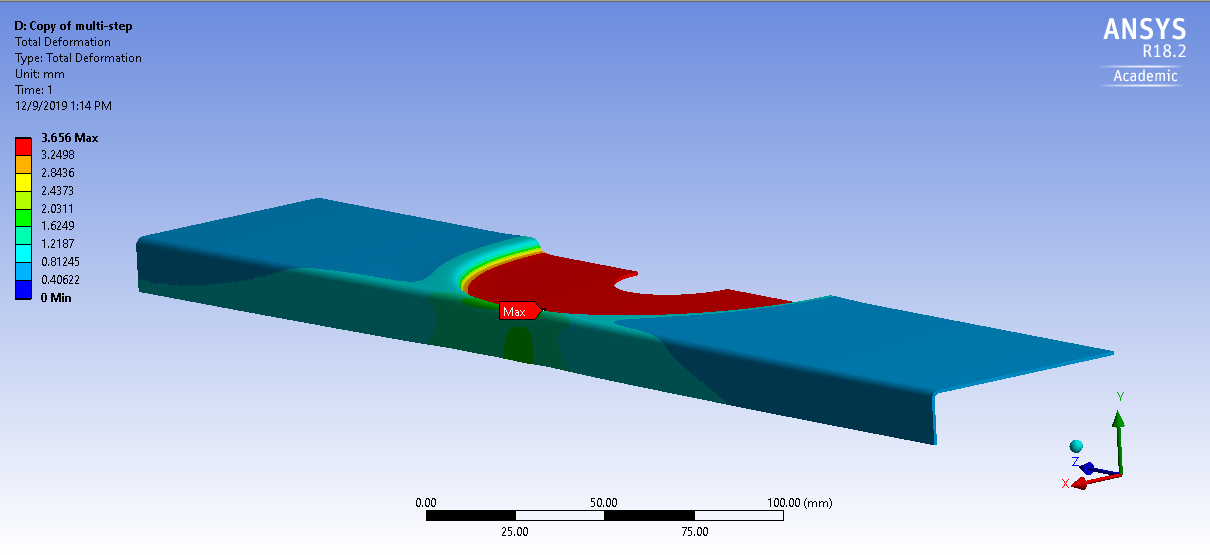 D: Copy of multi-step
Total Deformation
Type: Total Deformation
Unit: mm
Time: 1
12/9/2019 1:14 PM
ANSYS
R18.2
Academic
3.656 Max
3.2498
2.8436
2.4373
2.0311
1.6249
1.2187
0.81245
0.40622
0 Min
Max
Y
Z
X
0.00 50.00 100.00 (mm)
25.00 75.00